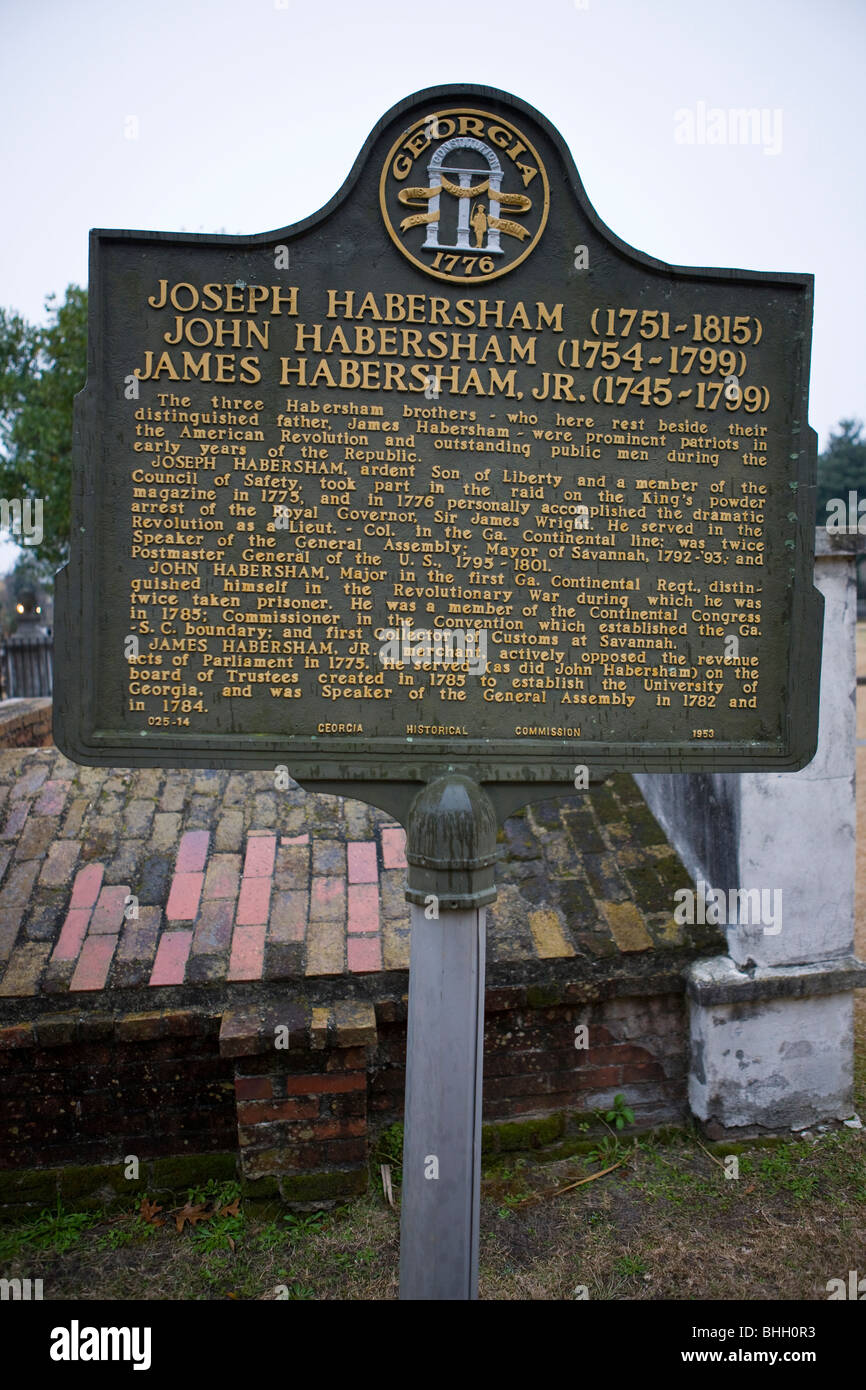 GEORGIA
CONSTITUTION
JUSTICE
1776
JOSEPH HABERSHAM (1751-1815)
JOHN HABERSHAM (1754-1799)
JAMES HABERSHAM, JR. (1745-1799)
The three Habersham brothers - who here rest beside their
distinguished father, James Habersham - were prominent patriots in
the American Revolution and outstanding public men during the
early years of the Republic.
JOSEPH HABERSHAM, ardent Son of Liberty and a member of the
Council of Safety, took part in the raid on the King's powder
magazine in 1775, and in 1776 personally accomplished the dramatic
arrest of the Royal Governor, Sir James Wright. He served in the
Revolution as a Lieut. - Col. in the Ga. Continental line; was twice
Speaker of the General Assembly; Mayor of Savannah, 1792-'93; and
Postmaster General of the U. S., 1795-1801.
JOHN HABERSHAM, Major in the first Ga. Continental Regt., distin-
guished himself in the Revolutionary War during which he was
twice taken prisoner. He was a member of the Continental Congress
in 1785; Commissioner in the Convention which established the Ga.
-S. C. boundary; and first Collector of Customs at Savannah.
JAMES HABERSHAM, JR., merchant, actively opposed the revenue
acts of Parliament in 1775. He served (as did John Habersham) on the
board of Trustees created in 1785 to establish the University of
Georgia, and was Speaker of the General Assembly in 1782 and
in 1784.
025-14 GEORGIA HISTORICAL COMMISSION 1953
alamy
alamy
Image ID: BHH0R3
www.alamy.com